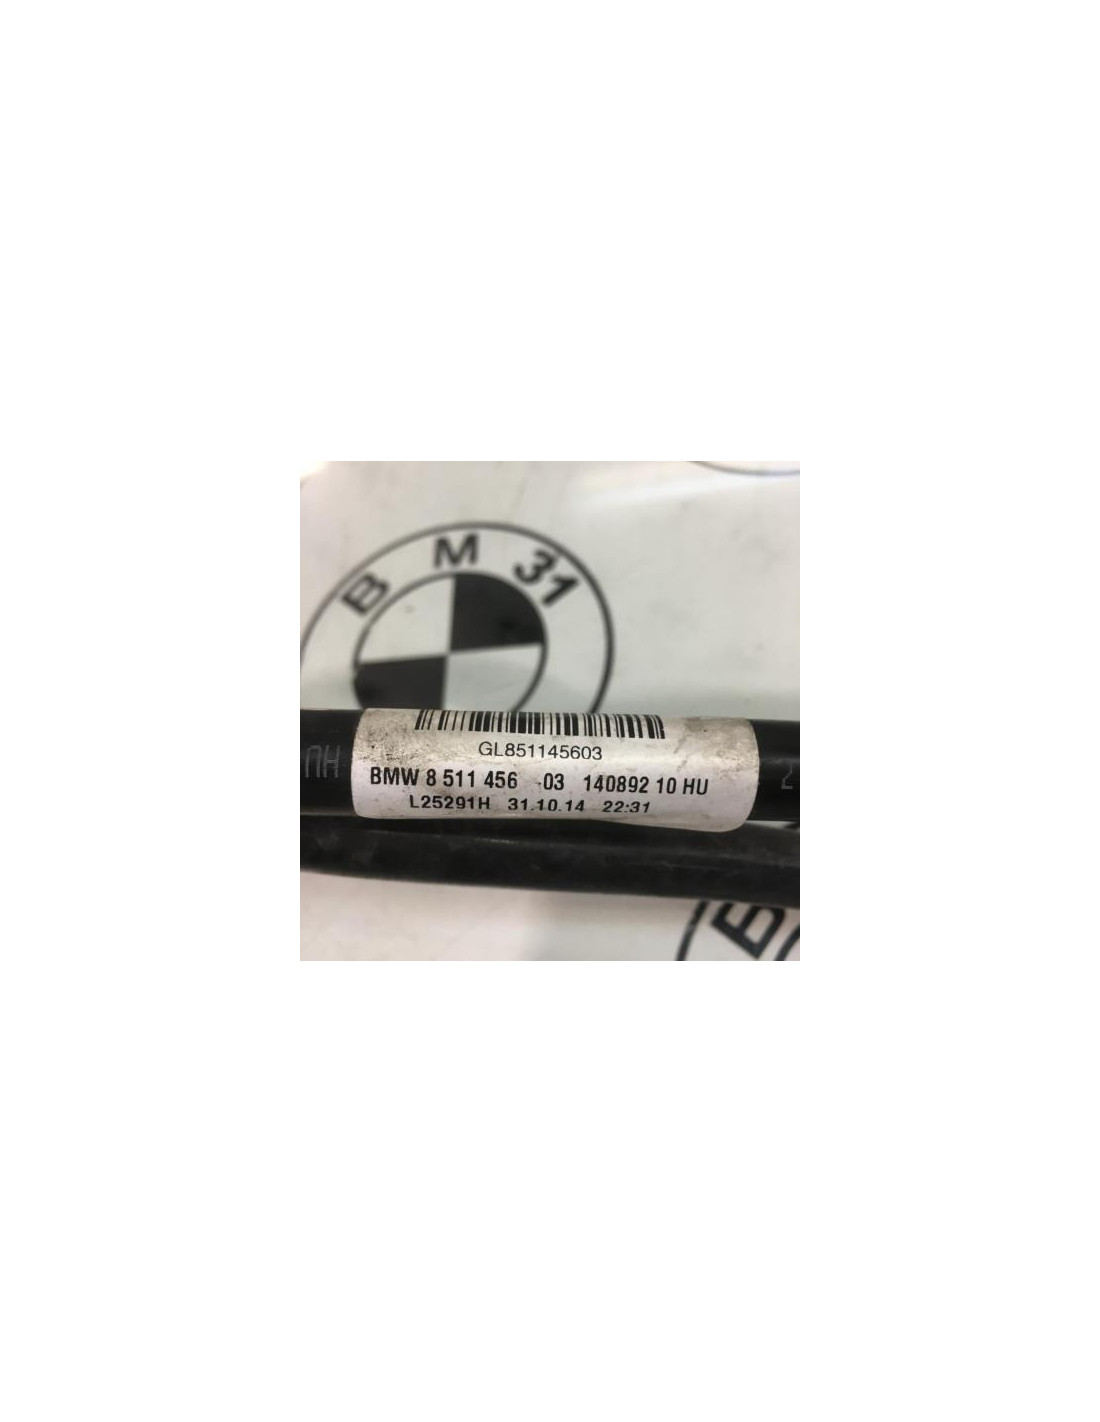 B M 31
GL851145603
BMW 8 511 456 03 140892 10 HU
L25291H 31.10.14 22:31
B